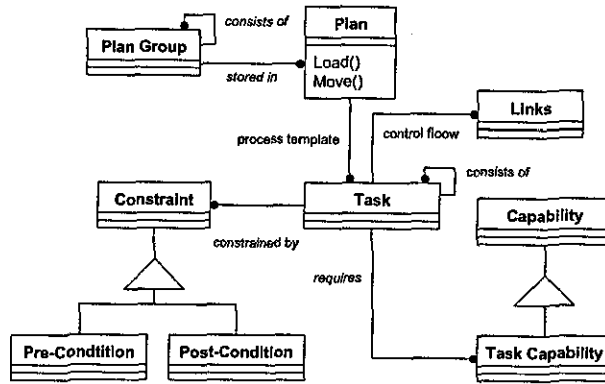 consists of
Plan
Plan Group
Load()
Move()
stored in
Links
process template
control floow
consists of
Constraint
Task
Capability
constrained by
requires
Pre-Condtition
Post-Condition
Task Capability